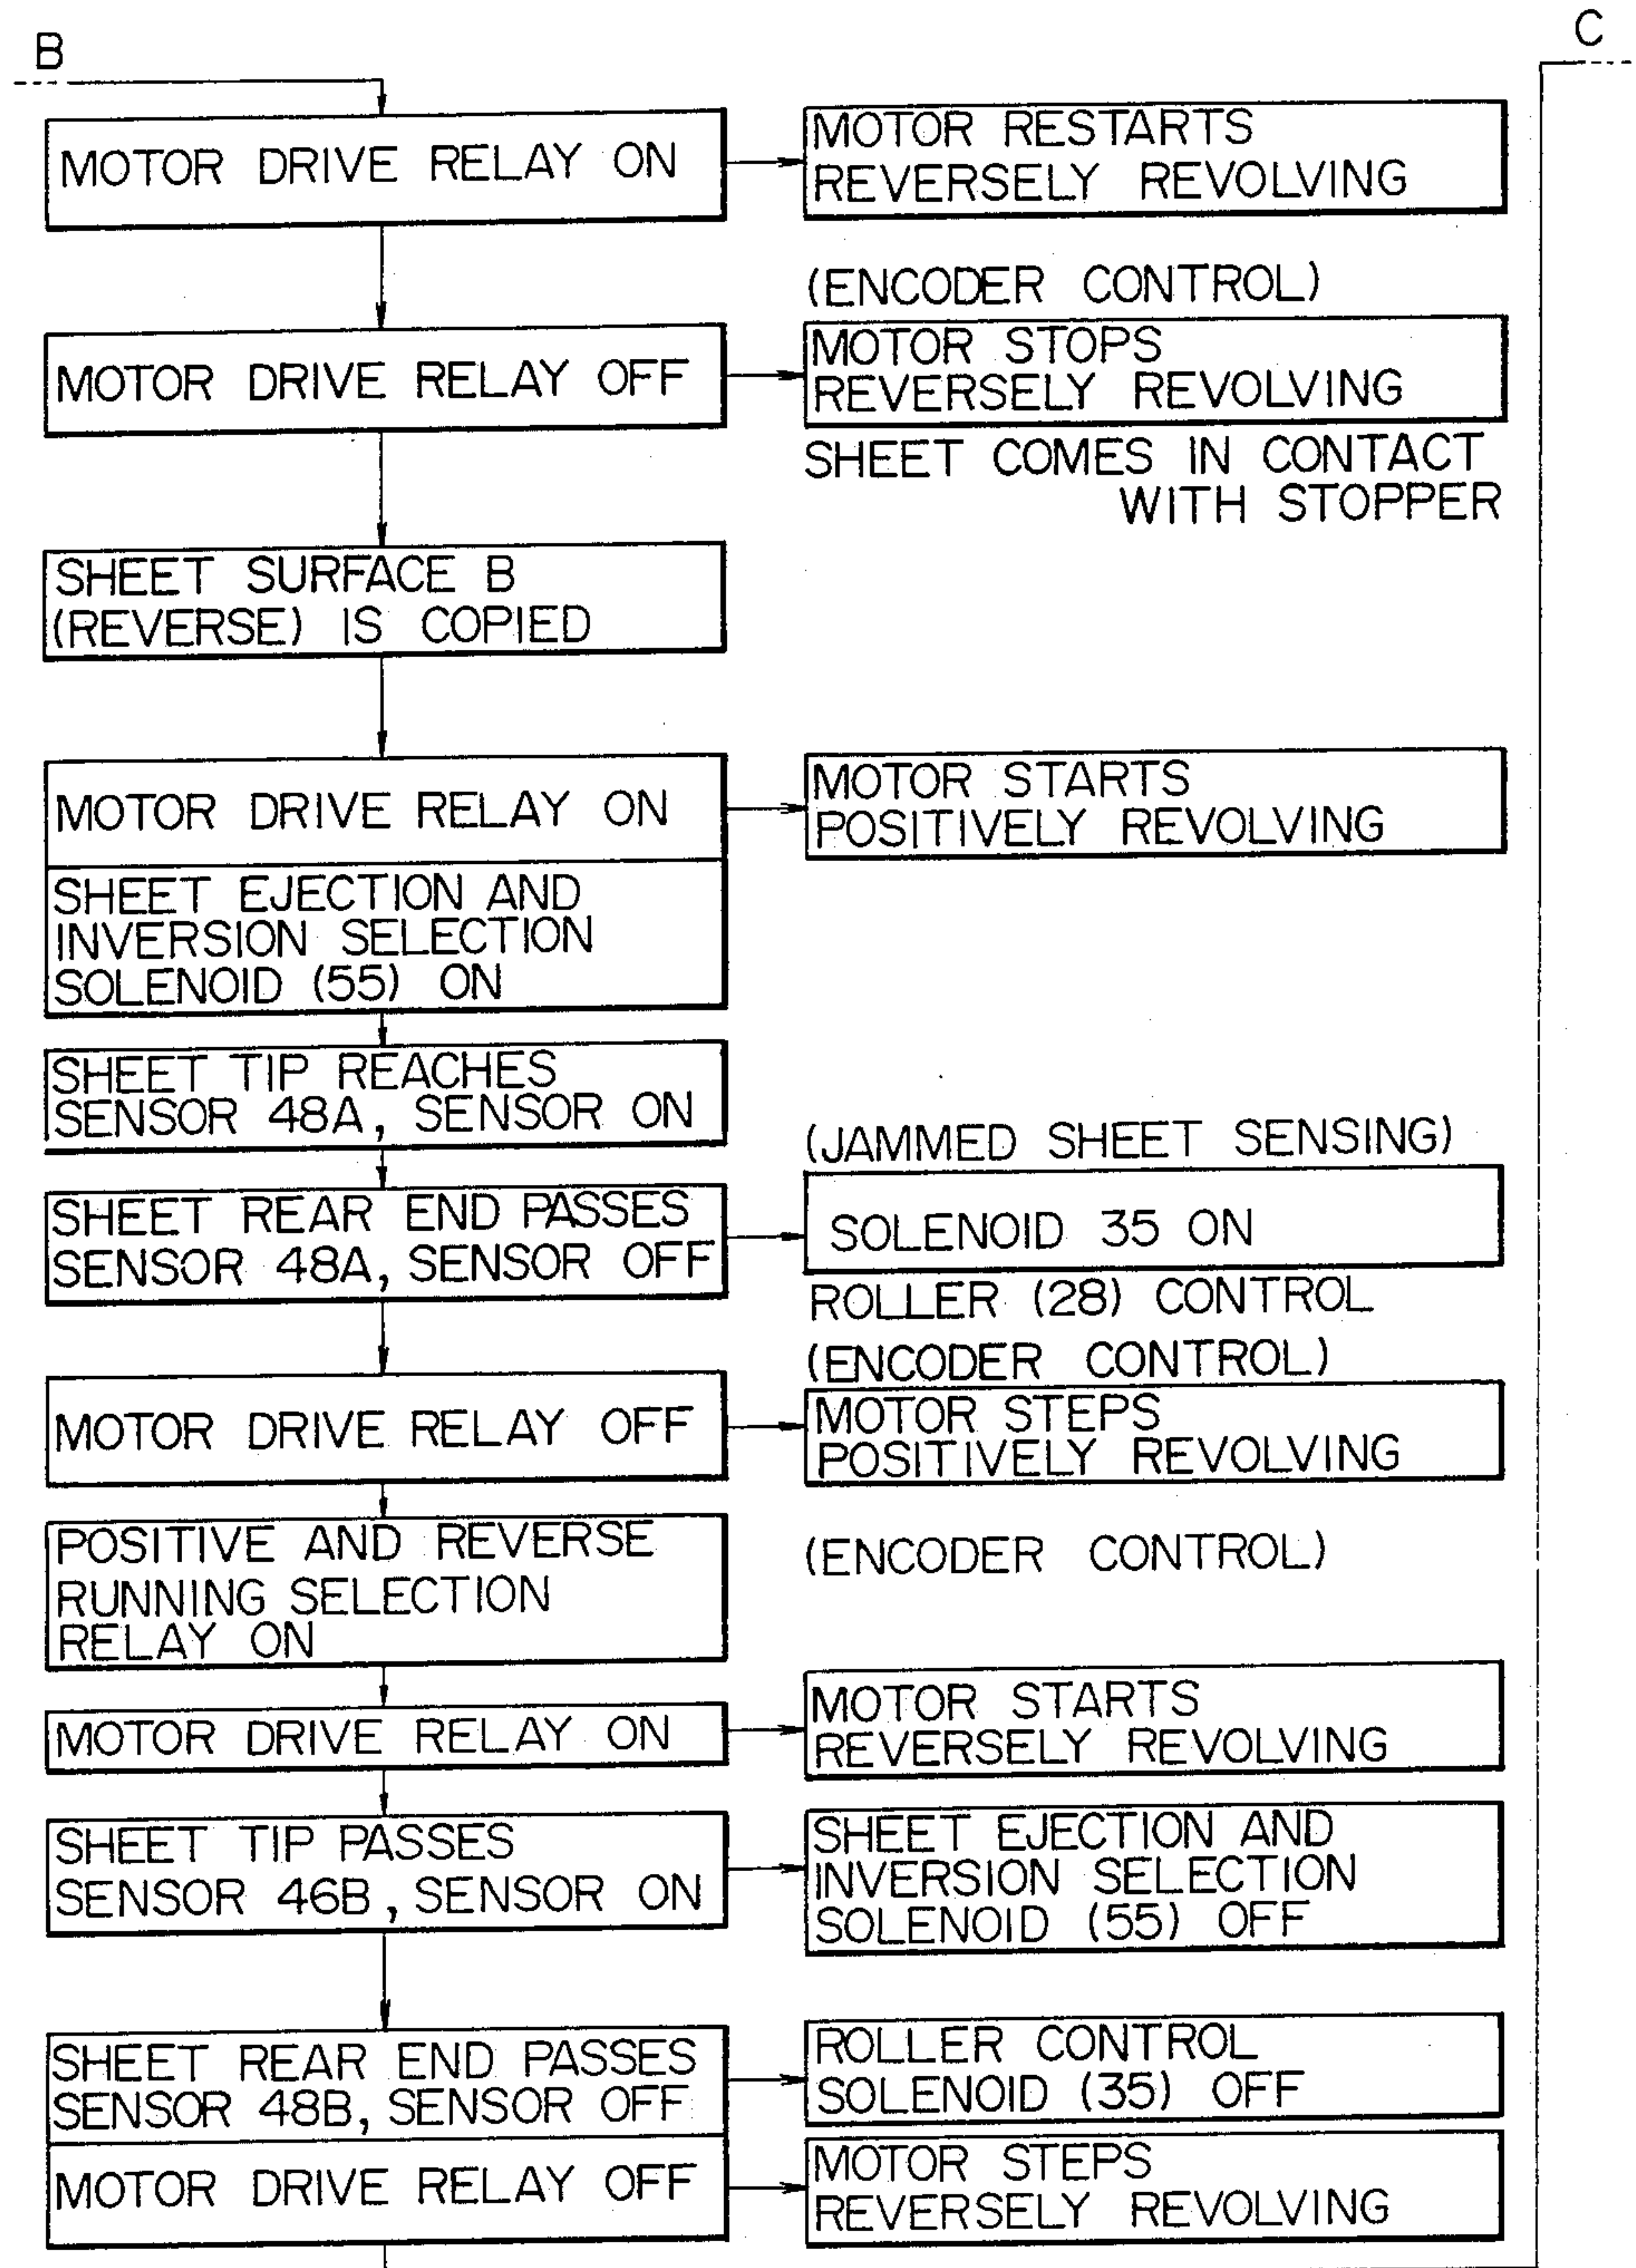 B
C
MOTOR DRIVE RELAY ON
MOTOR RESTARTS
REVERSELY REVOLVING
(ENCODER CONTROL)
MOTOR DRIVE RELAY OFF
MOTOR STOPS
REVERSELY REVOLVING
SHEET COMES IN CONTACT
WITH STOPPER
SHEET SURFACE B
(REVERSE) IS COPIED
MOTOR DRIVE RELAY ON
MOTOR STARTS
POSITIVELY REVOLVING
SHEET EJECTION AND
INVERSION SELECTION
SOLENOID (55) ON
SHEET TIP REACHES
SENSOR 48A, SENSOR ON
(JAMMED SHEET SENSING)
SHEET REAR END PASSES
SENSOR 48A, SENSOR OFF
SOLENOID 35 ON
ROLLER (28) CONTROL
(ENCODER CONTROL)
MOTOR DRIVE RELAY OFF
MOTOR STEPS
POSITIVELY REVOLVING
POSITIVE AND REVERSE
RUNNING SELECTION
RELAY ON
(ENCODER CONTROL)
MOTOR DRIVE RELAY ON
MOTOR STARTS
REVERSELY REVOLVING
SHEET TIP PASSES
SENSOR 46B, SENSOR ON
SHEET EJECTION AND
INVERSION SELECTION
SOLENOID (55) OFF
SHEET REAR END PASSES
SENSOR 48B, SENSOR OFF
ROLLER CONTROL
SOLENOID (35) OFF
MOTOR DRIVE RELAY OFF
MOTOR STEPS
REVERSELY REVOLVING